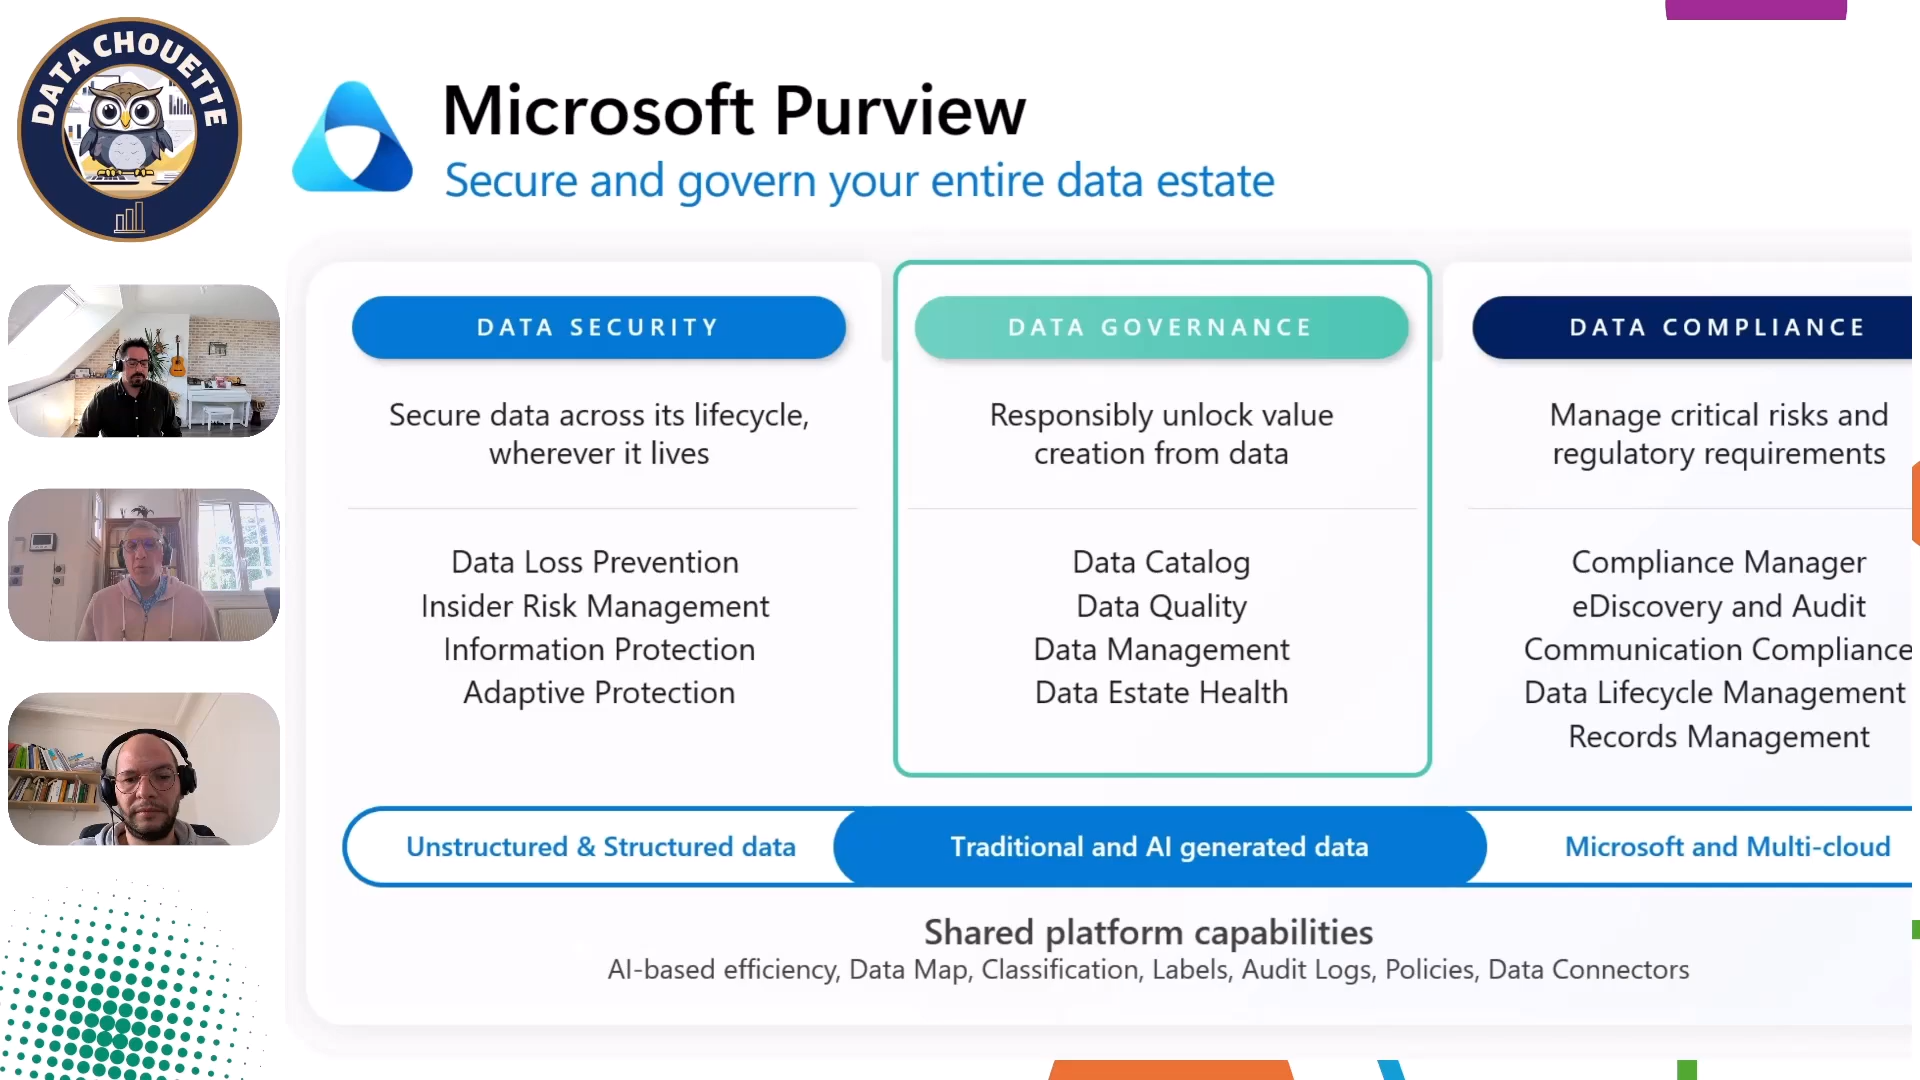 DATA CHOUETTE
Microsoft Purview
Secure and govern your entire data estate
DATA SECURITY
Secure data across its lifecycle,
wherever it lives
Data Loss Prevention
Insider Risk Management
Information Protection
Adaptive Protection
DATA GOVERNANCE
Responsibly unlock value
creation from data
Data Catalog
Data Quality
Data Management
Data Estate Health
DATA COMPLIANCE
Manage critical risks and
regulatory requirements
Compliance Manager
eDiscovery and Audit
Communication Compliance
Data Lifecycle Management
Records Management
Unstructured & Structured data
Traditional and AI generated data
Microsoft and Multi-cloud
Shared platform capabilities
AI-based efficiency, Data Map, Classification, Labels, Audit Logs, Policies, Data Connectors